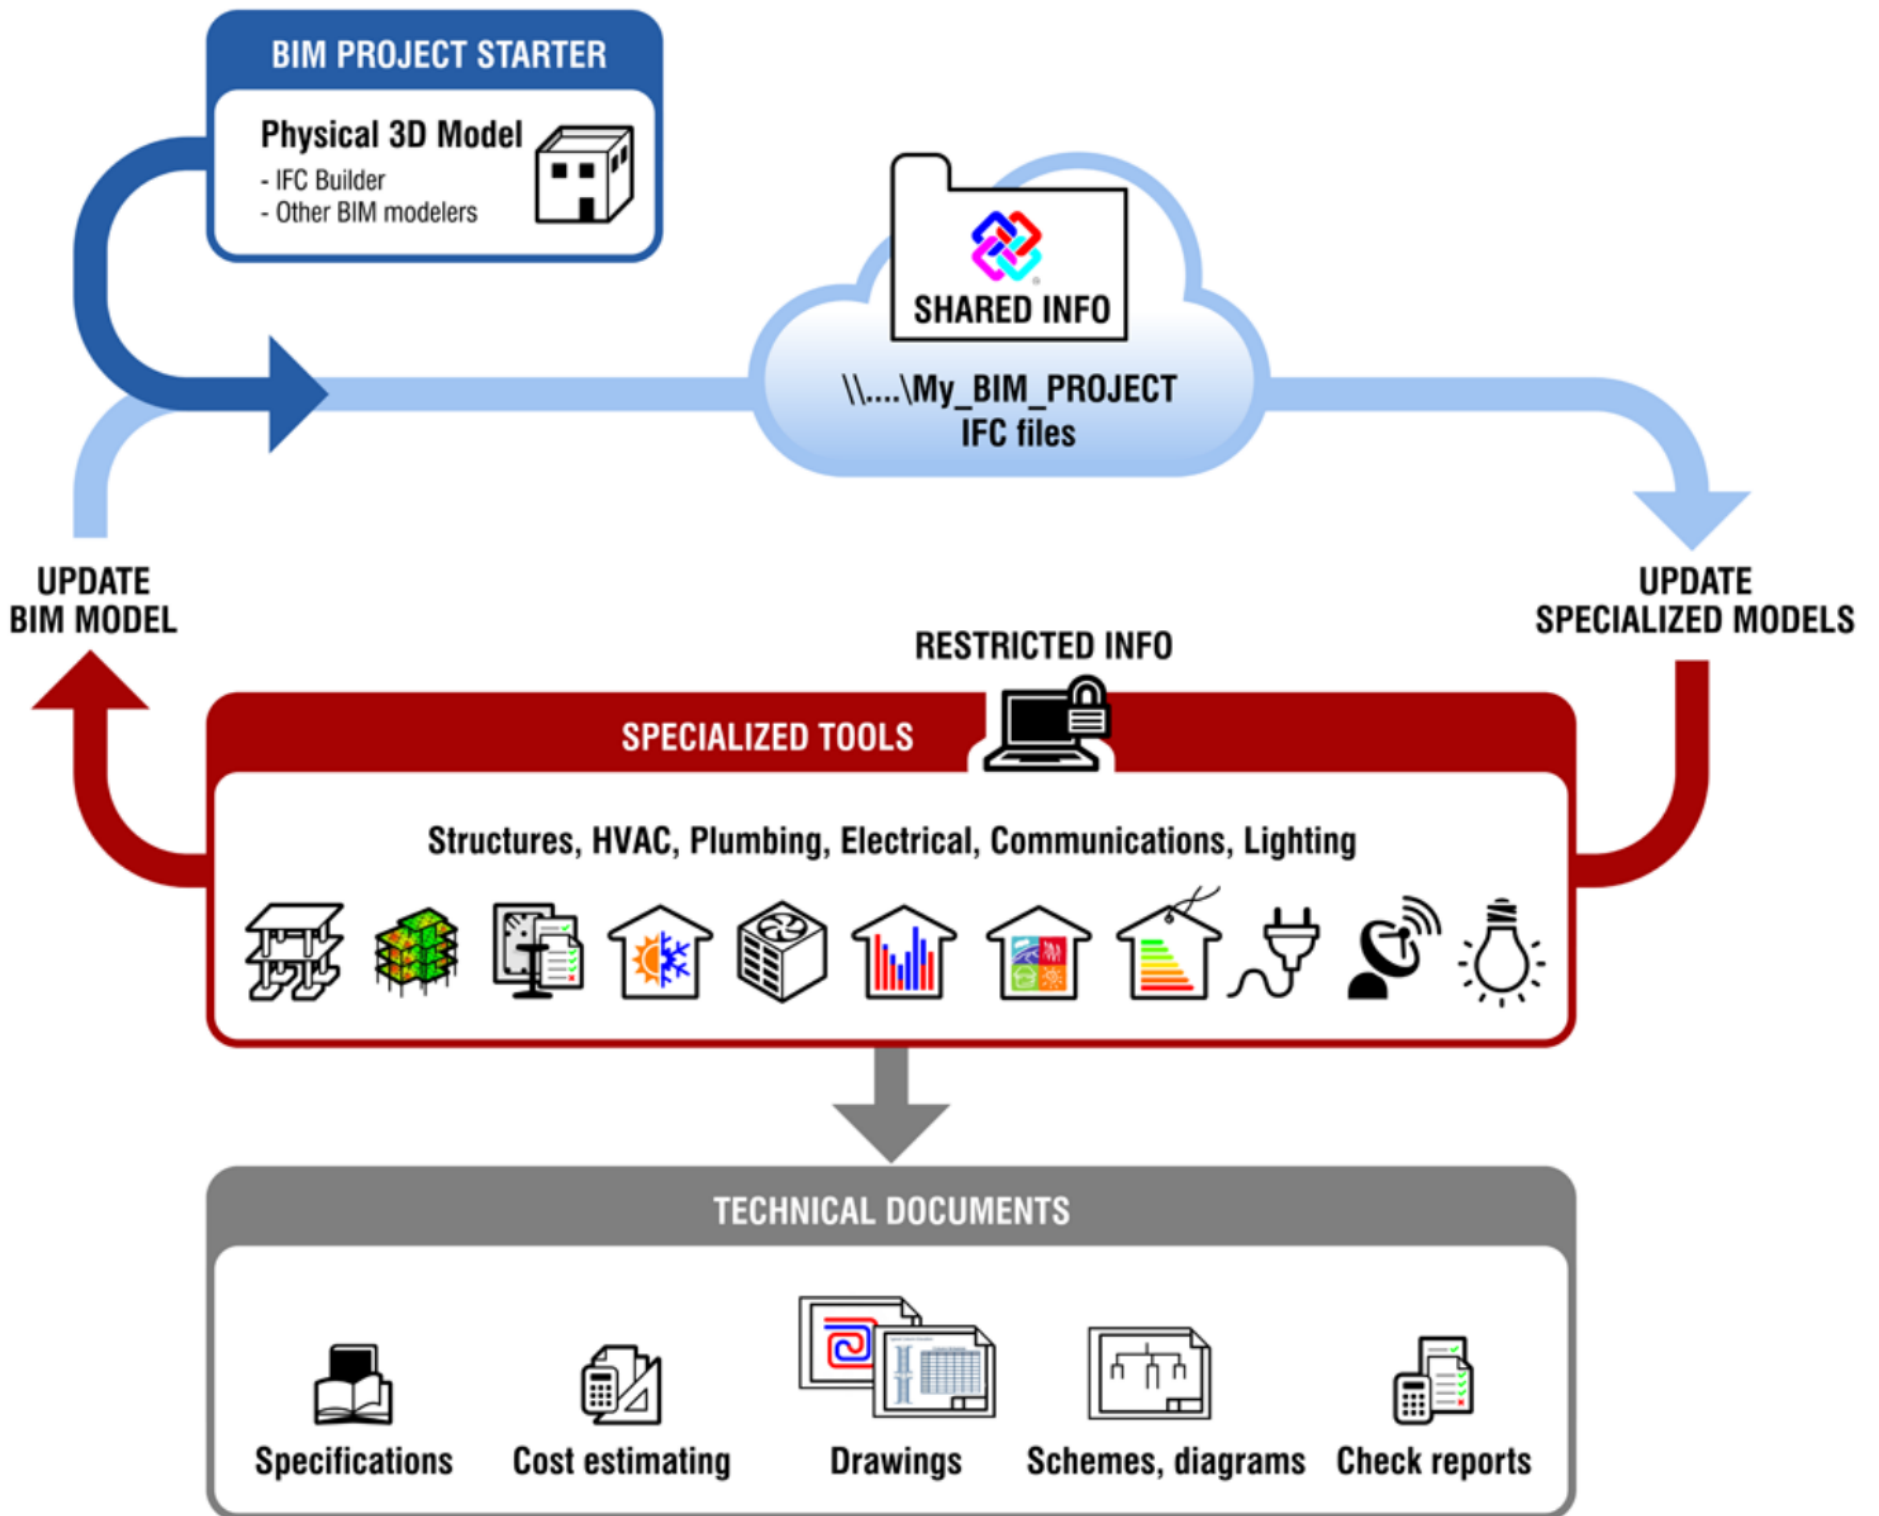 BIM PROJECT STARTER
Physical 3D Model
- IFC Builder
- Other BIM modelers
SHARED INFO
\\....\My_BIM_PROJECT
IFC files
UPDATE
BIM MODEL
UPDATE
SPECIALIZED MODELS
RESTRICTED INFO
SPECIALIZED TOOLS
Structures, HVAC, Plumbing, Electrical, Communications, Lighting
TECHNICAL DOCUMENTS
Specifications
Cost estimating
Drawings
Schemes, diagrams
Check reports